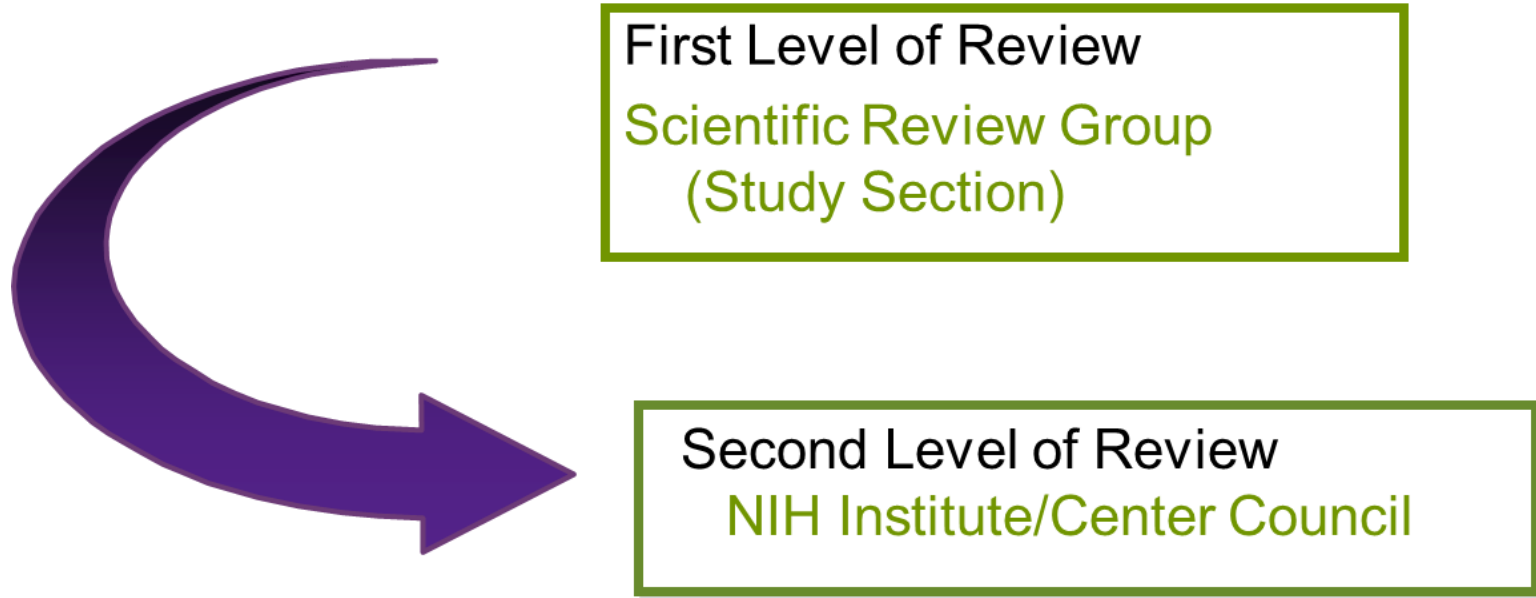 First Level of Review
Scientific Review Group
(Study Section)
Second Level of Review
NIH Institute/Center Council